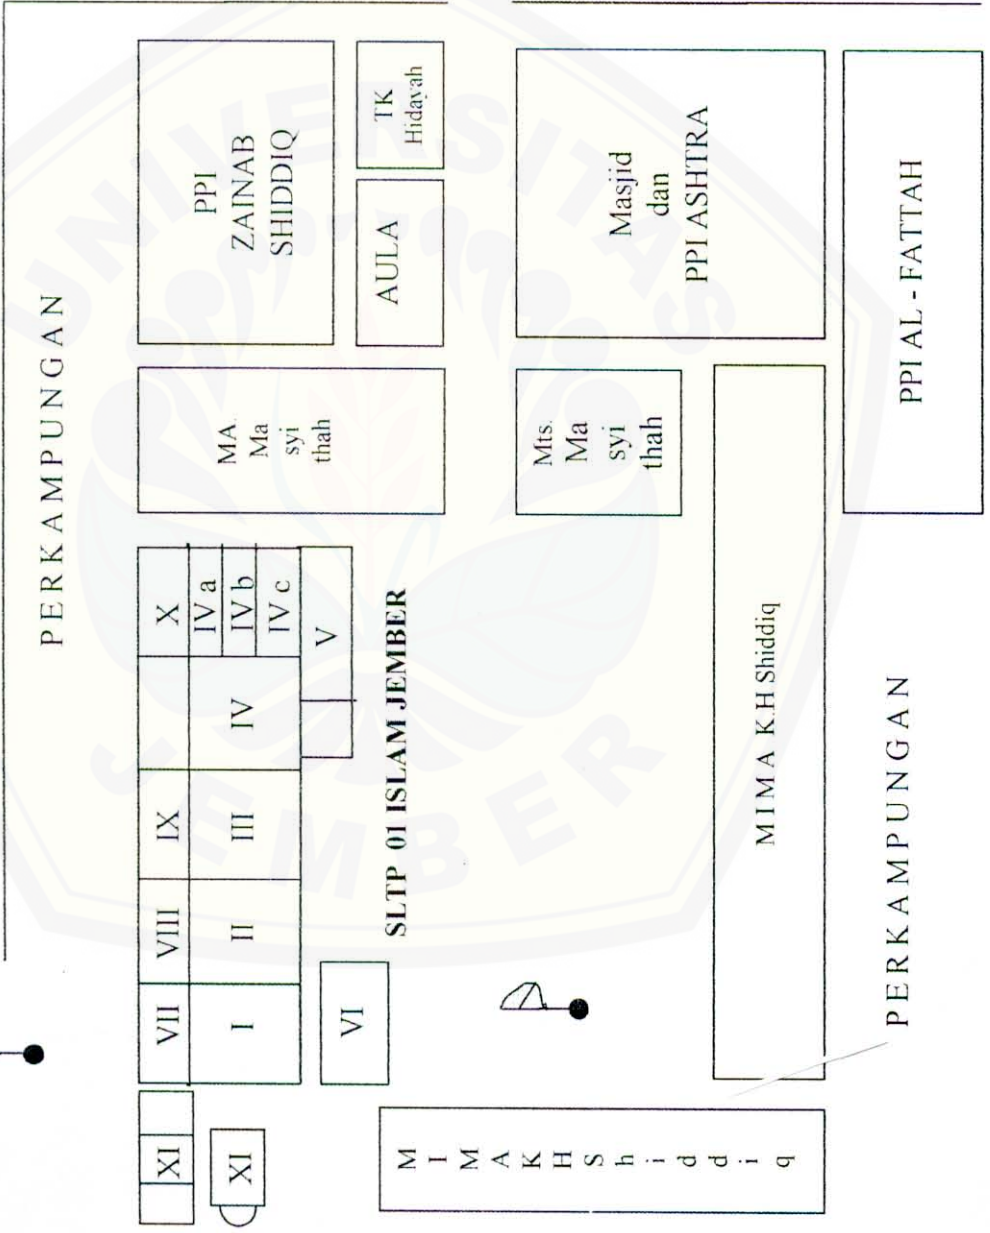 PERKAMPUNGAN
PPI
ZAINAB
SHIDDIQ
TK
Hidayah
AULA
Masjid
dan
PPI ASHTRA
PPI AL - FATTAH
MA.
Ma
syi
thah
Mts.
Ma
syi
thah
X
IV a
IV b
IV c
V
IV
IX
III
VIII
II
VII
I
VI
XI
XI
SLTP 01 ISLAM JEMBER
MIMA K.H Shiddiq
PERKAMPUNGAN
M I M A K H S h i d d i q
UNIVERSITAS
JEMBER